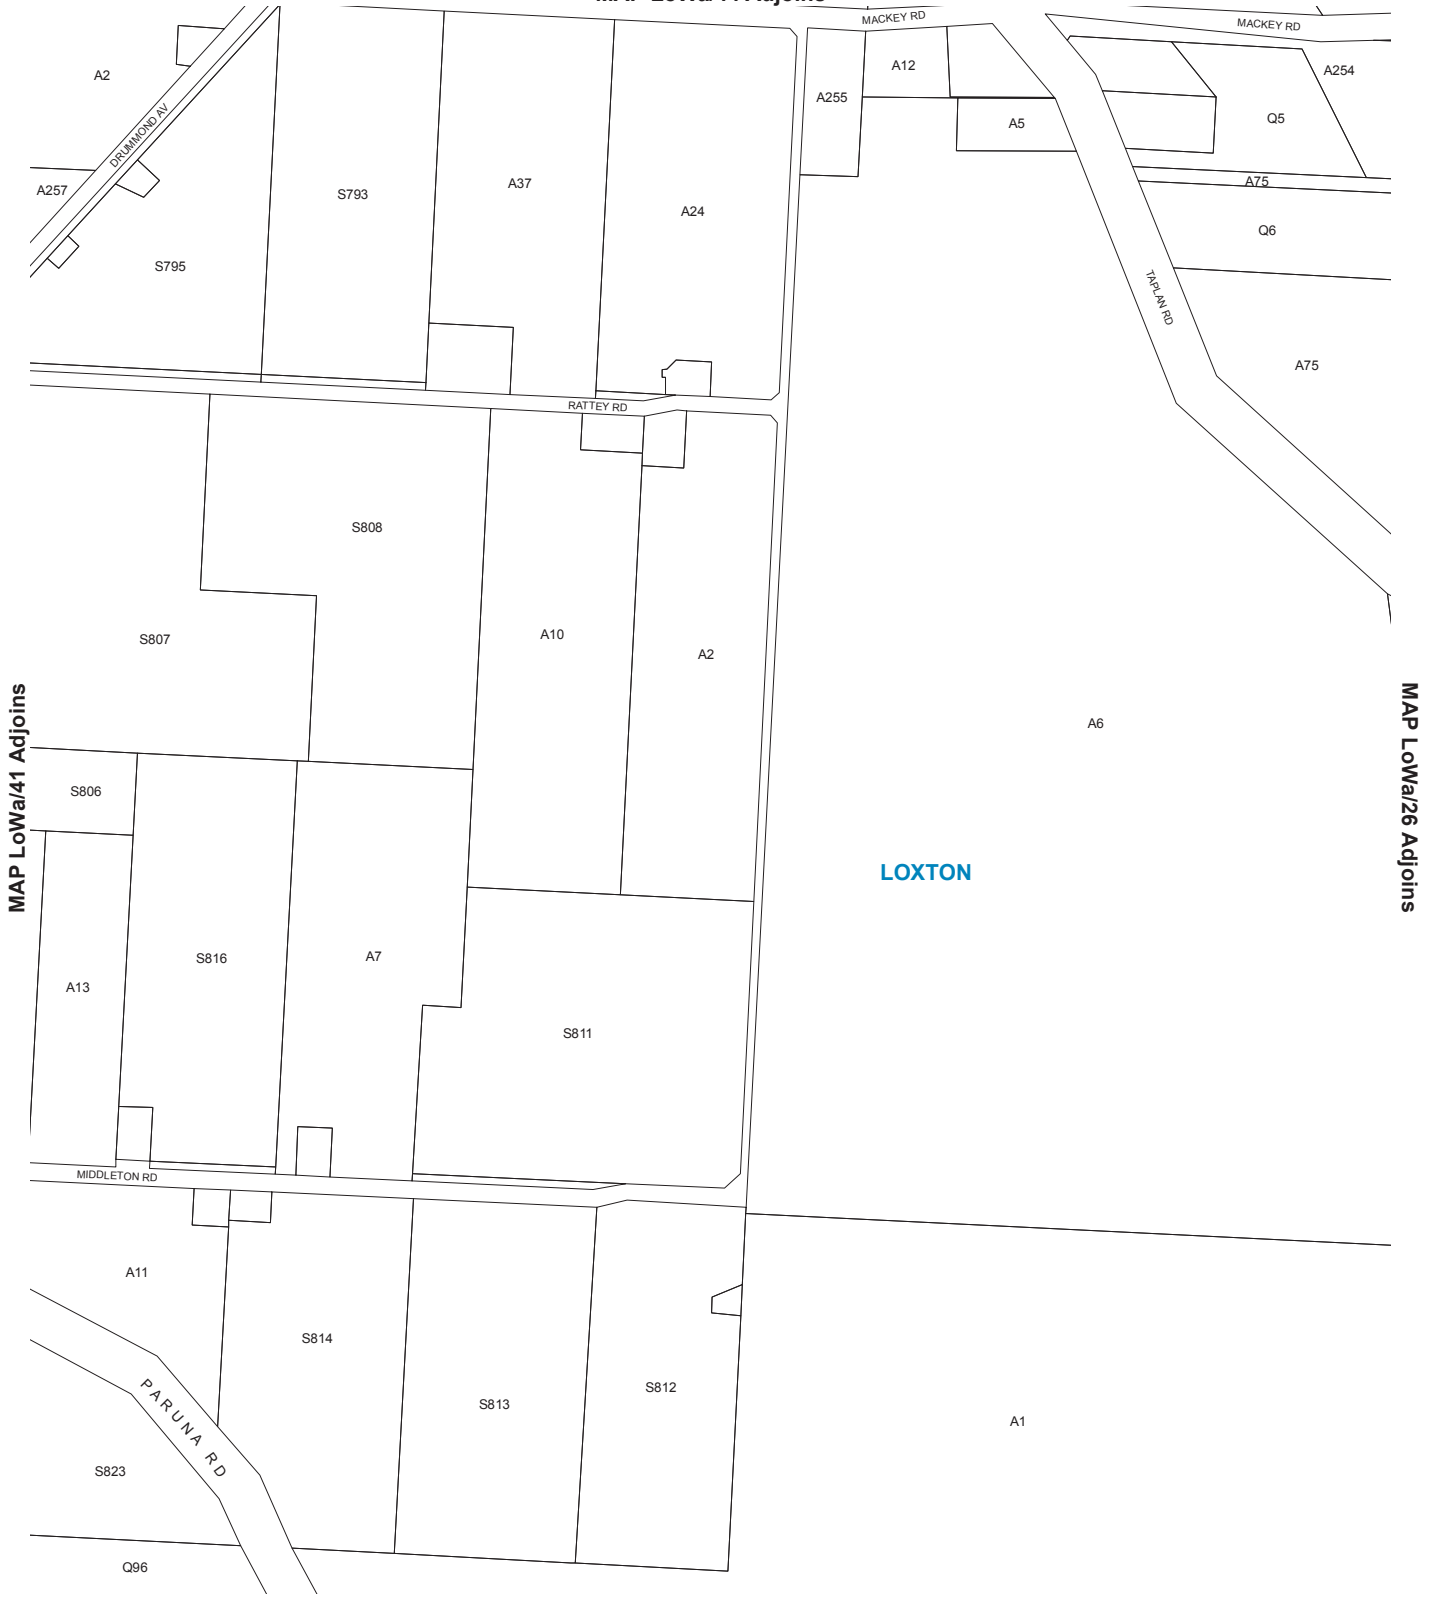 MACKEY RD
MACKEY RD
A2
A12
A254
A255
A5
Q5
DRUMMOND AV
A257
S793
A37
A24
A75
Q6
S795
TAPLAN RD
A75
RATTEY RD
S808
S807
A10
A2
A6
MAP LoWa/41 Adjoins
MAP LoWa/26 Adjoins
S806
LOXTON
S816
A7
A13
S811
MIDDLETON RD
A11
S814
S812
S813
A1
PARUNA RD
S823
Q96